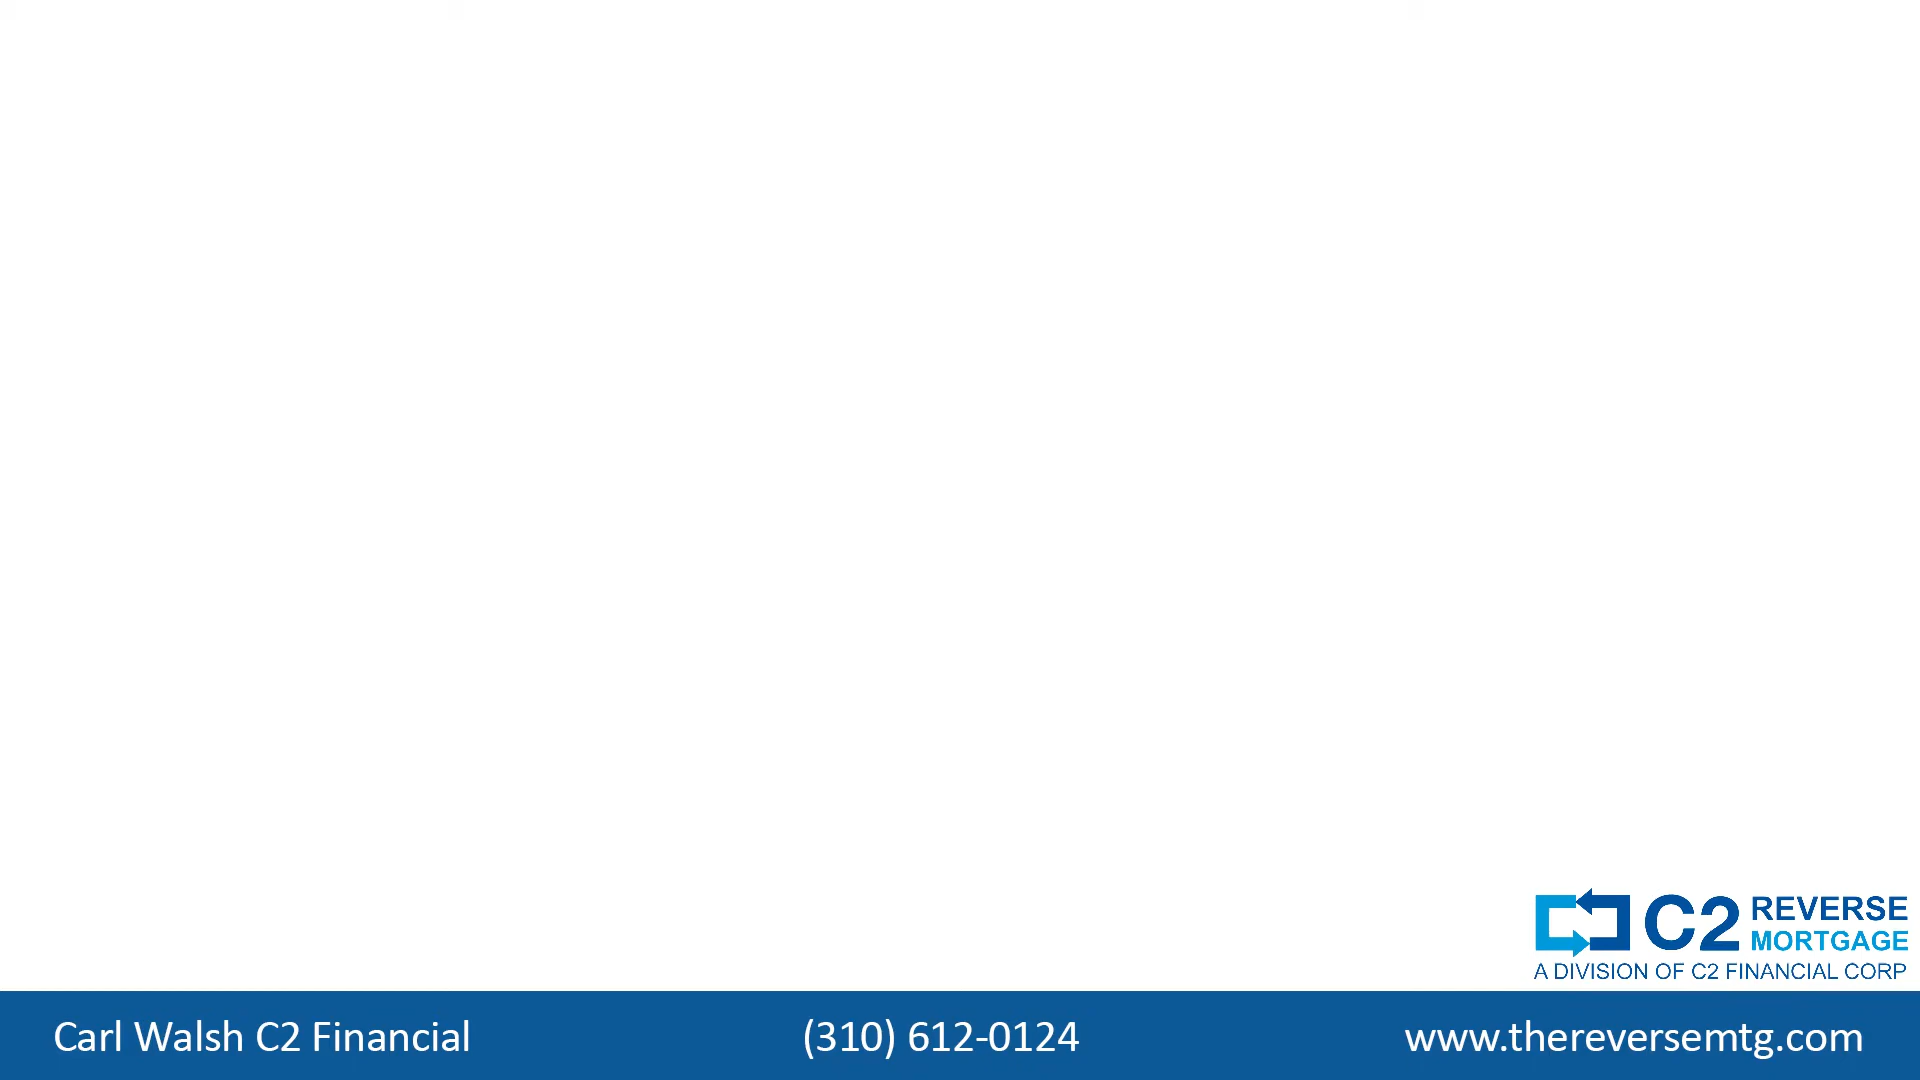 C2 REVERSE
MORTGAGE
A DIVISION OF C2 FINANCIAL CORP
Carl Walsh C2 Financial
(310) 612-0124
www.thereversemtg.com